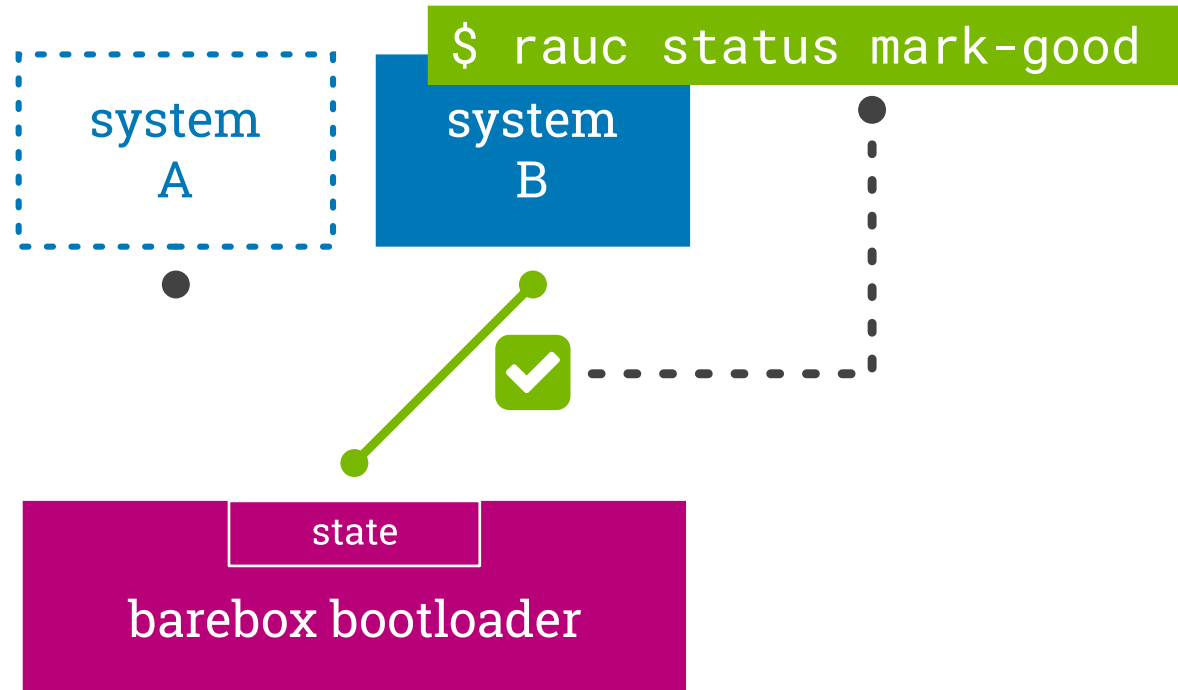 $ rauc status mark-good
system
A
system
B
state
barebox bootloader